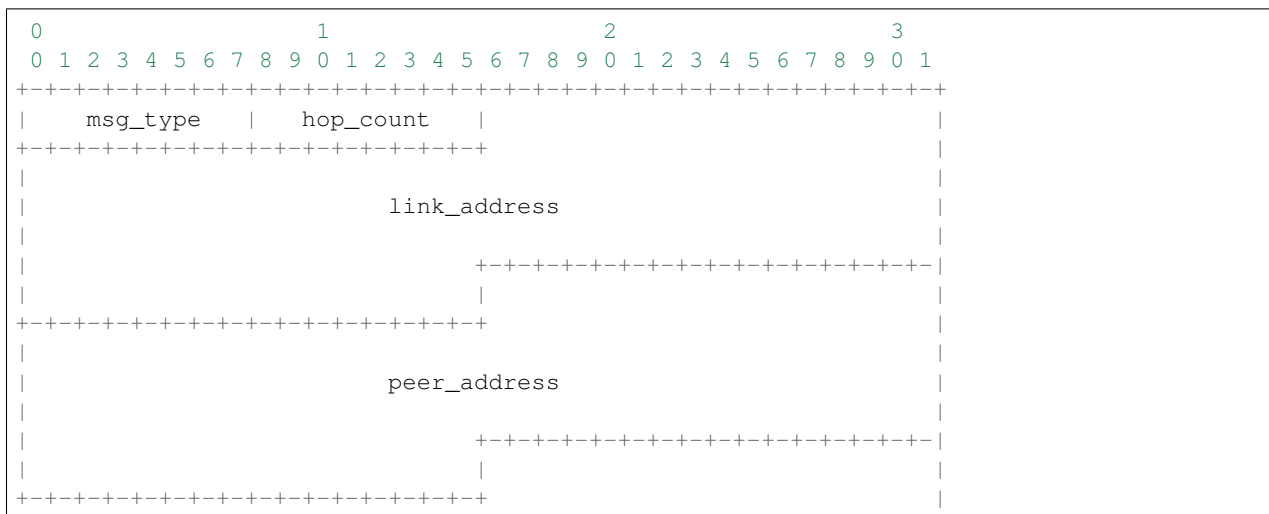 0                   1                   2                   3
 0 1 2 3 4 5 6 7 8 9 0 1 2 3 4 5 6 7 8 9 0 1 2 3 4 5 6 7 8 9 0 1
+-+-+-+-+-+-+-+-+-+-+-+-+-+-+-+-+-+-+-+-+-+-+-+-+-+-+-+-+-+-+-+-+
|    msg_type   |   hop_count   |                               |
+-+-+-+-+-+-+-+-+-+-+-+-+-+-+-+-+                               |
|                                                               |
|                         link_address                          |
|                                                               |
|                               +-+-+-+-+-+-+-+-+-+-+-+-+-+-+-+-|
|                               |                               |
+-+-+-+-+-+-+-+-+-+-+-+-+-+-+-+-+                               |
|                                                               |
|                         peer_address                          |
|                                                               |
|                               +-+-+-+-+-+-+-+-+-+-+-+-+-+-+-+-|
|                               |                               |
+-+-+-+-+-+-+-+-+-+-+-+-+-+-+-+-+                               |